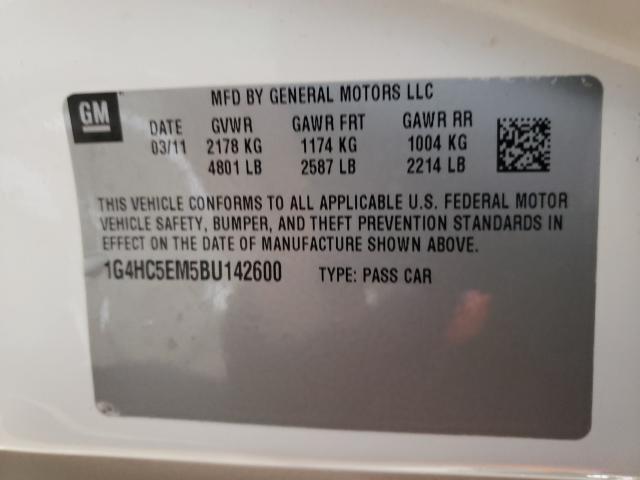 GM
MFD BY GENERAL MOTORS LLC
DATE GVWR GAWR FRT GAWR RR
03/11 2178 KG 1174 KG 1004 KG
4801 LB 2587 LB 2214 LB
THIS VEHICLE CONFORMS TO ALL APPLICABLE U.S. FEDERAL MOTOR
VEHICLE SAFETY, BUMPER, AND THEFT PREVENTION STANDARDS IN
EFFECT ON THE DATE OF MANUFACTURE SHOWN ABOVE.
1G4HC5EM5BU142600 TYPE: PASS CAR